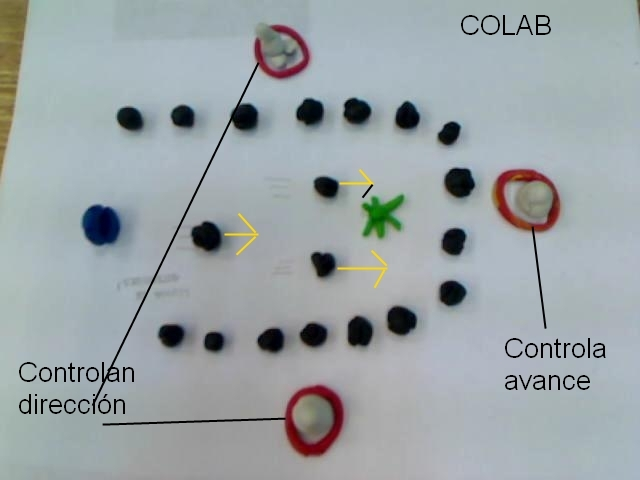 COLAB
Controlan
dirección
Controla
avance